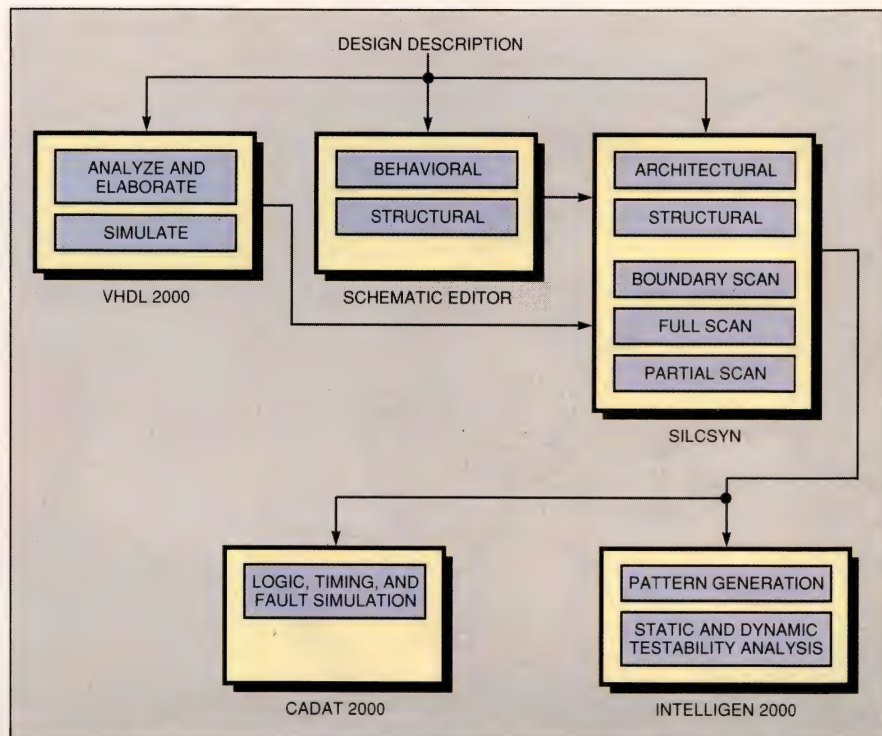 DESIGN DESCRIPTION
ANALYZE AND
ELABORATE
SIMULATE
VHDL 2000
BEHAVIORAL
STRUCTURAL
SCHEMATIC EDITOR
ARCHITECTURAL
STRUCTURAL
BOUNDARY SCAN
FULL SCAN
PARTIAL SCAN
SILCSYN
LOGIC, TIMING, AND
FAULT SIMULATION
CADAT 2000
PATTERN GENERATION
STATIC AND DYNAMIC
TESTABILITY ANALYSIS
INTELLIGEN 2000